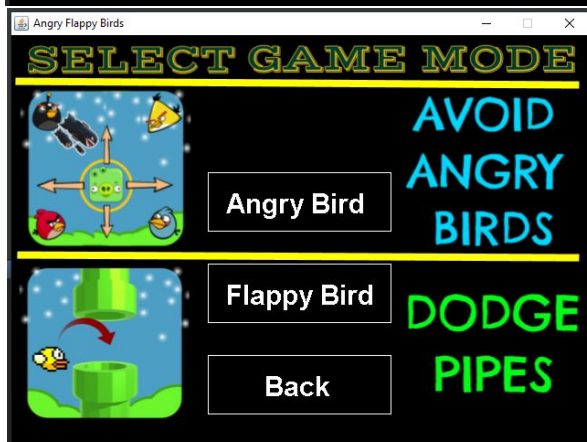 Angry Flappy Birds
SELECT GAME MODE
AVOID
ANGRY
BIRDS
Angry Bird
Flappy Bird
DODGE
PIPES
Back